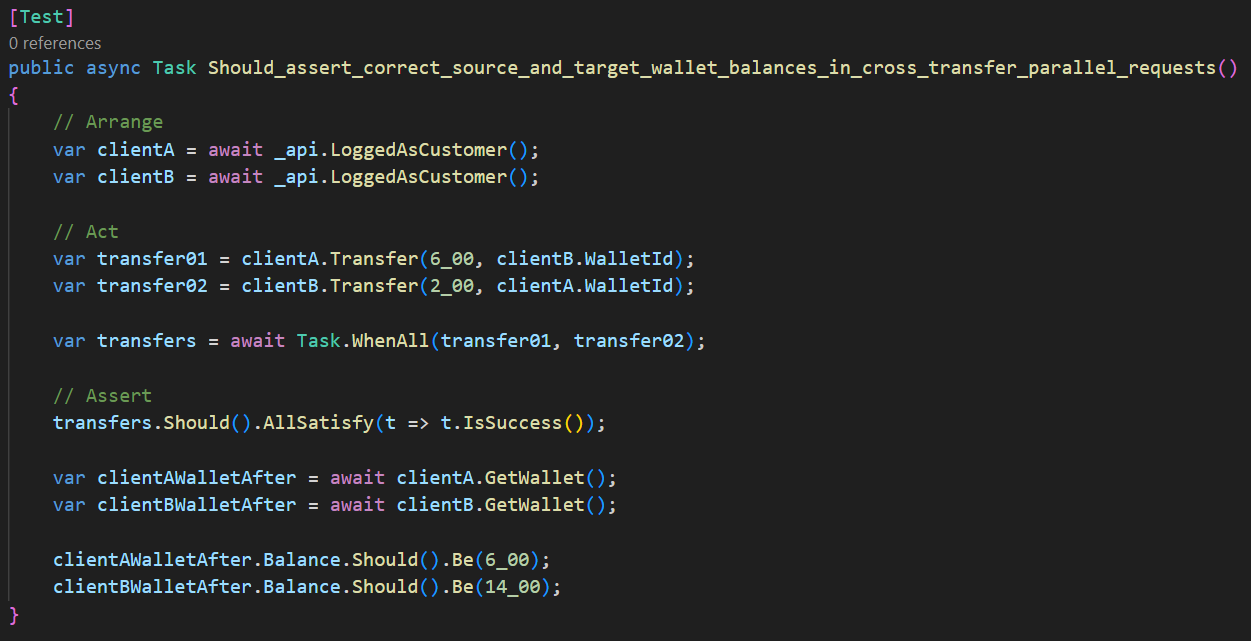 [Test]
0 references
public async Task Should_assert_correct_source_and_target_wallet_balances_in_cross_transfer_parallel_requests()
{
    // Arrange
    var clientA = await _api.LoggedAsCustomer();
    var clientB = await _api.LoggedAsCustomer();

    // Act
    var transfer01 = clientA.Transfer(6_00, clientB.WalletId);
    var transfer02 = clientB.Transfer(2_00, clientA.WalletId);

    var transfers = await Task.WhenAll(transfer01, transfer02);

    // Assert
    transfers.Should().AllSatisfy(t => t.IsSuccess());

    var clientAWalletAfter = await clientA.GetWallet();
    var clientBWalletAfter = await clientB.GetWallet();

    clientAWalletAfter.Balance.Should().Be(6_00);
    clientBWalletAfter.Balance.Should().Be(14_00);
}